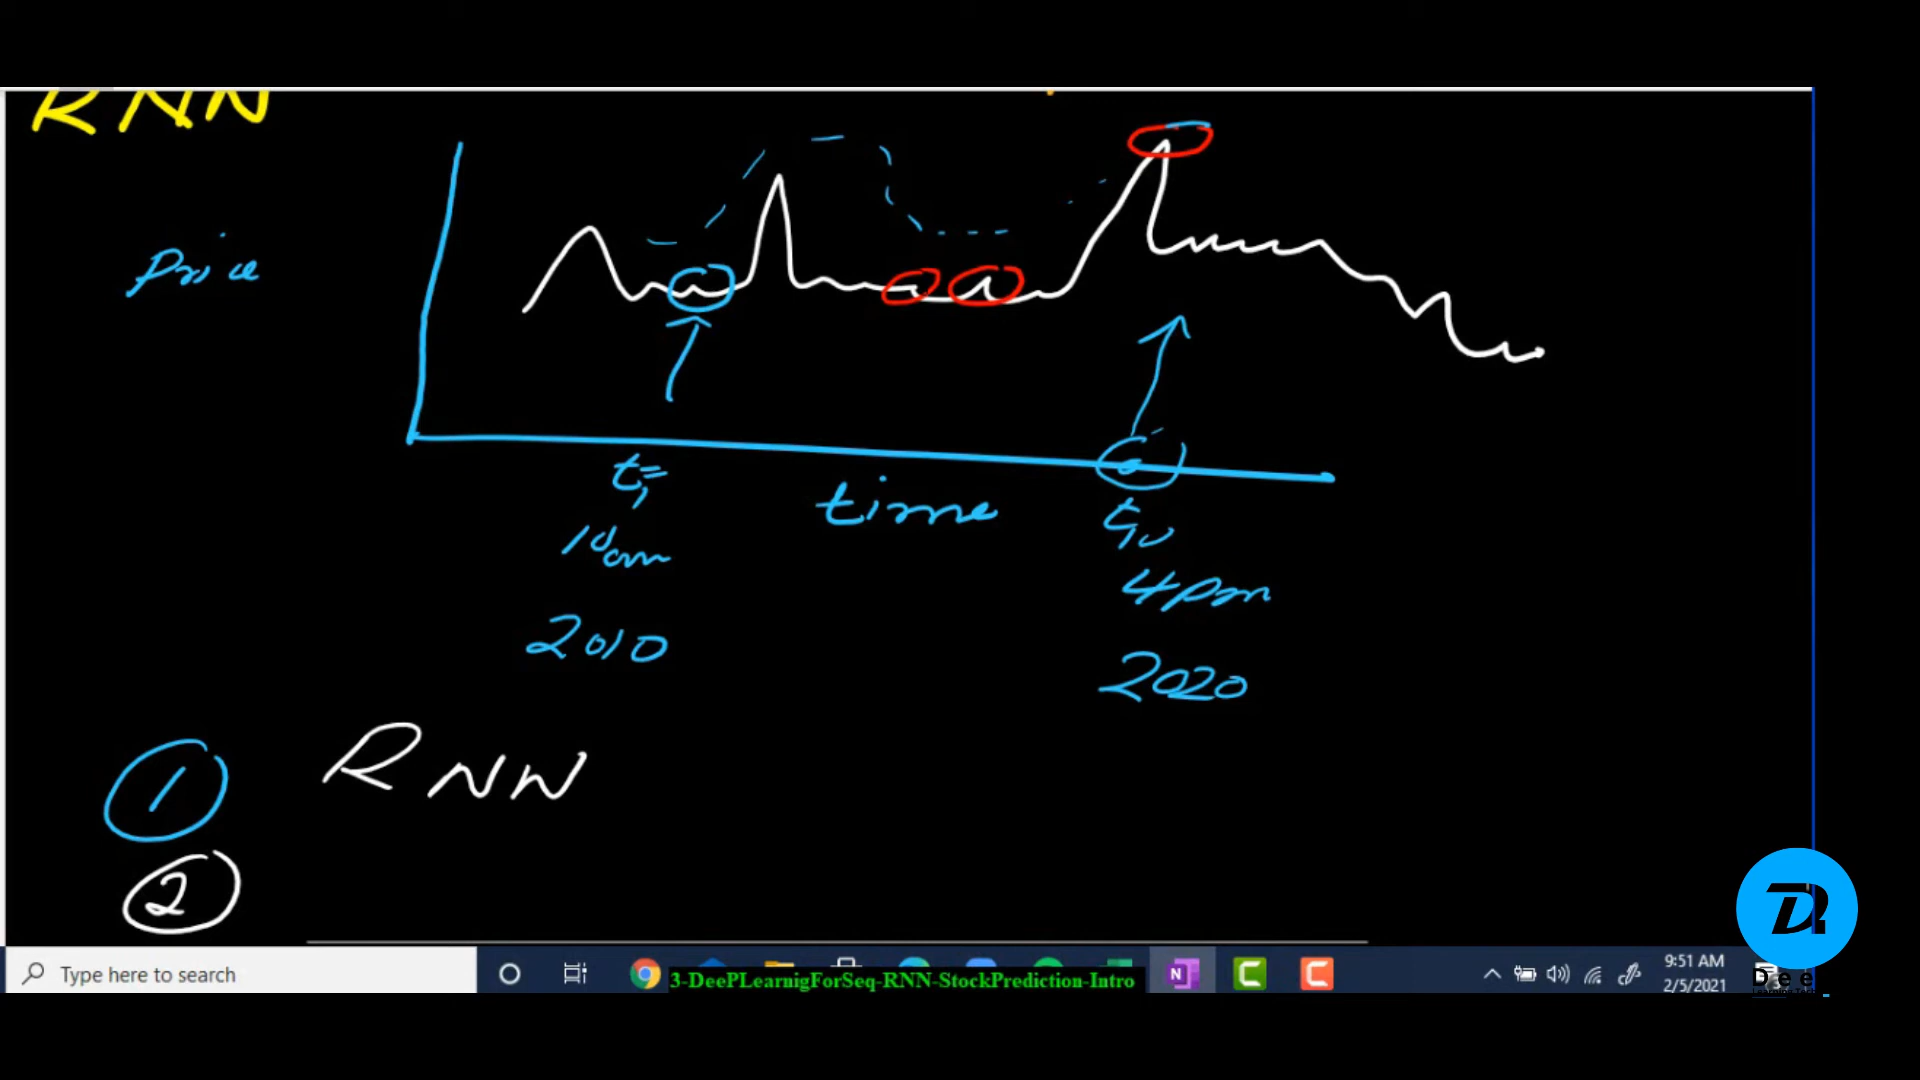 RNN
Price
t1=
time
t10
10am
4pm
2010
2020
1 RNN
2
Type here to search
3-DeePLearnigForSeq-RNN-StockPrediction-Intro
9:51 AM
2/5/2021
Dee